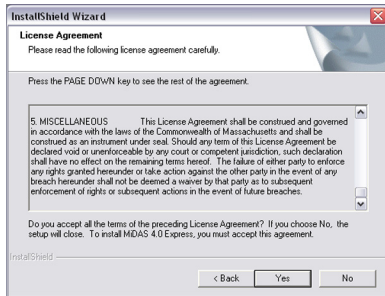 InstallShield Wizard
License Agreement
Please read the following license agreement carefully.
Press the PAGE DOWN key to see the rest of the agreement.
5. MISCELLANEOUS This License Agreement shall be construed and governed
in accordance with the laws of the Commonwealth of Massachusetts and shall be
construed as an instrument under seal. Should any term of this License Agreement be
declared void or unenforceable by any court or competent jurisdiction, such declaration
shall have no effect on the remaining terms hereof. The failure of either party to enforce
any rights granted hereunder or take action against the other party in the event of any
breach hereunder shall not be deemed a waiver by that party as to subsequent
enforcement of rights or subsequent actions in the event of future breaches.
Do you accept all the terms of the preceding License Agreement? If you choose No, the
setup will close. To install MiDAS 4.0 Express, you must accept this agreement.
InstallShield
< Back Yes No